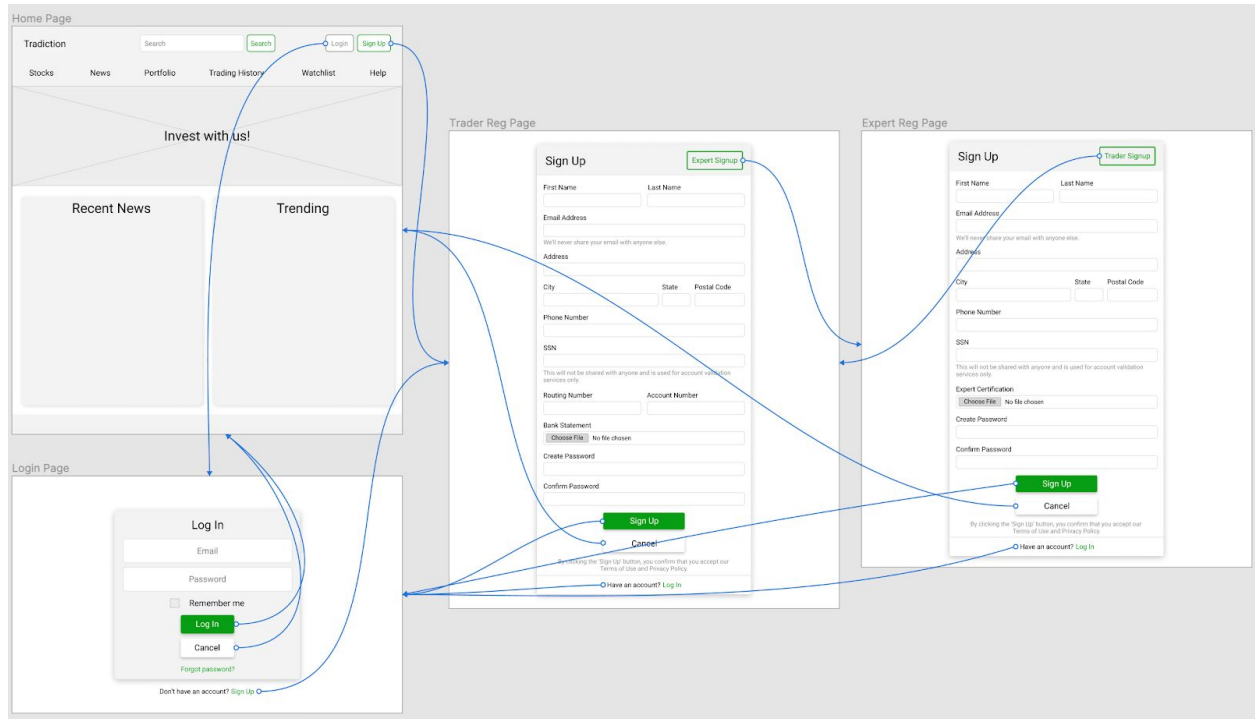 Home Page
Tradiction
Search
Search
Login
Sign Up
Stocks
News
Portfolio
Trading History
Watchlist
Help
Invest with us!
Recent News
Trending
Login Page
Log In
Email
Password
Remember me
Log In
Cancel
Forgot password?
Don't have an account? Sign Up
Trader Reg Page
Sign Up
Expert Signup
First Name
Last Name
Email Address
We'll never share your email with anyone else.
Address
City
State
Postal Code
Phone Number
SSN
This will not be shared with anyone and is used for account validation
services only.
Routing Number
Account Number
Bank Statement
Choose File No file chosen
Create Password
Confirm Password
Sign Up
Cancel
By clicking the 'Sign Up' button, you confirm that you accept our
Terms of Use and Privacy Policy.
Have an account? Log In
Expert Reg Page
Sign Up
Trader Signup
First Name
Last Name
Email Address
We'll never share your email with anyone else.
Address
City
State
Postal Code
Phone Number
SSN
This will not be shared with anyone and is used for account validation
services only.
Expert Certification
Choose File No file chosen
Create Password
Confirm Password
Sign Up
Cancel
By clicking the 'Sign Up' button, you confirm that you accept our
Terms of Use and Privacy Policy.
Have an account? Log In